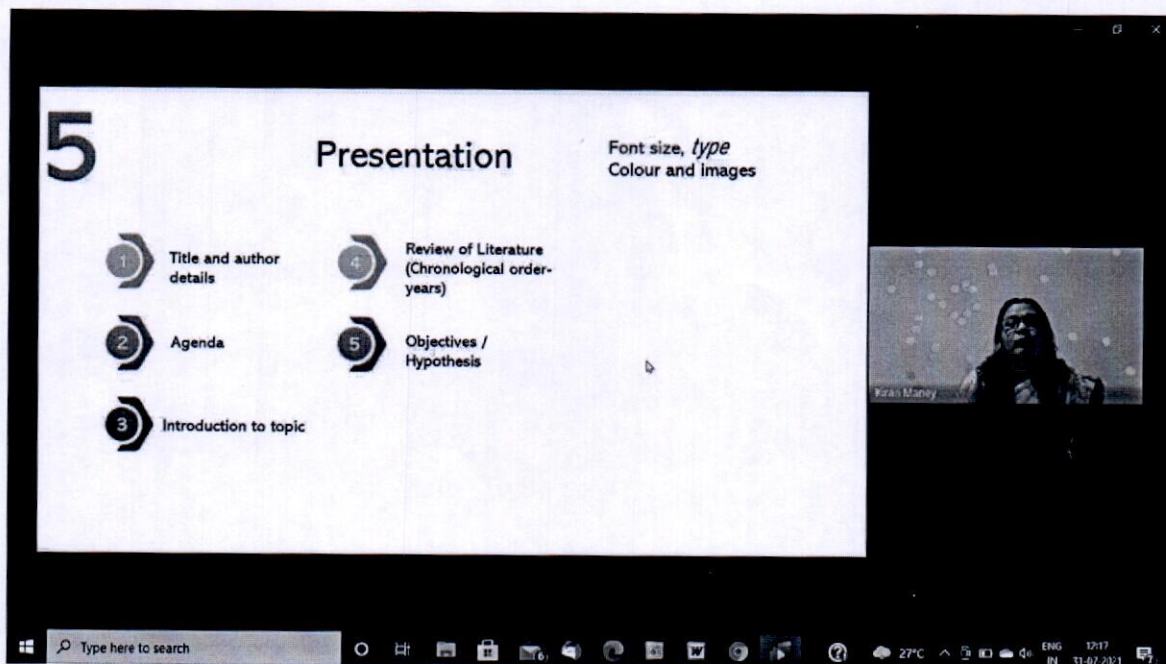 5
Presentation
Font size, type
Colour and images
1
Title and author
details
2
Agenda
3
Introduction to topic
4
Review of Literature
(Chronological order-
years)
5
Objectives /
Hypothesis
Kiran Maney
Type here to search
27°C
ENG
IN
17:17
31-07-2021